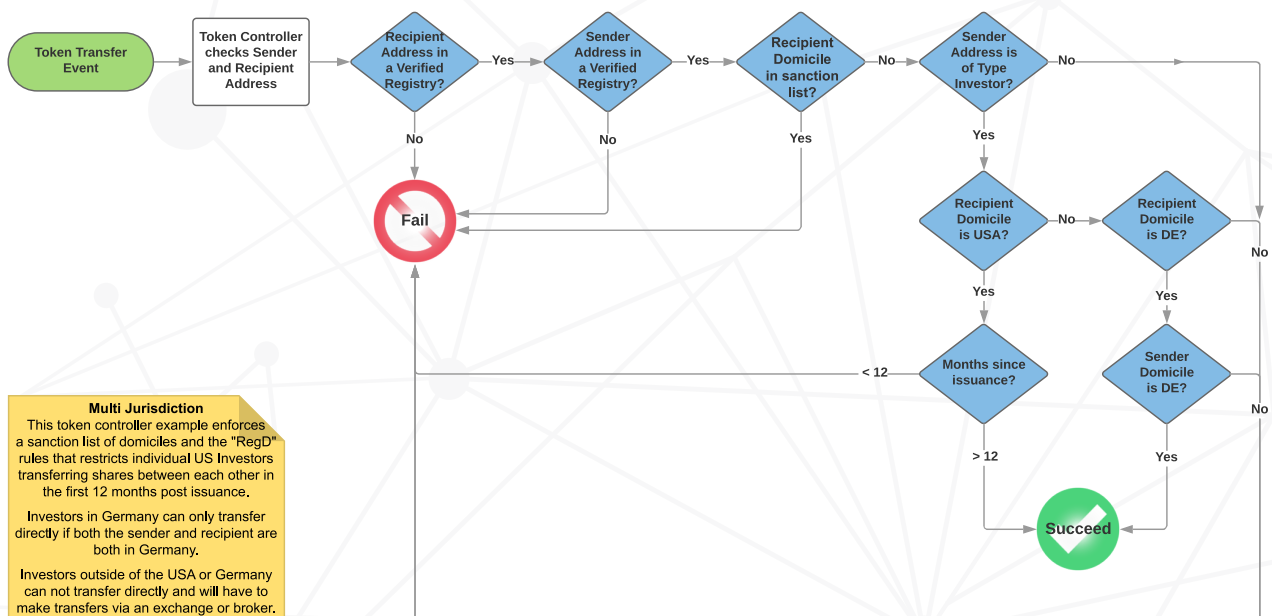 Token Transfer
Event
Token Controller
checks Sender
and Recipient
Address
Recipient
Address in
a Verified
Registry?
Yes
Sender
Address in
a Verified
Registry?
Yes
Recipient
Domicile
in sanction
list?
No
Sender
Address is
of Type
Investor?
No
No
No
Yes
Yes
Fail
Recipient
Domicile
is USA?
No
Recipient
Domicile
is DE?
No
Yes
Yes
< 12
Months since
issuance?
Sender
Domicile
is DE?
No
> 12
Yes
Succeed
Multi Jurisdiction
This token controller example enforces
a sanction list of domiciles and the "RegD"
rules that restricts individual US Investors
transferring shares between each other in
the first 12 months post issuance.
Investors in Germany can only transfer
directly if both the sender and recipient are
both in Germany.
Investors outside of the USA or Germany
can not transfer directly and will have to
make transfers via an exchange or broker.